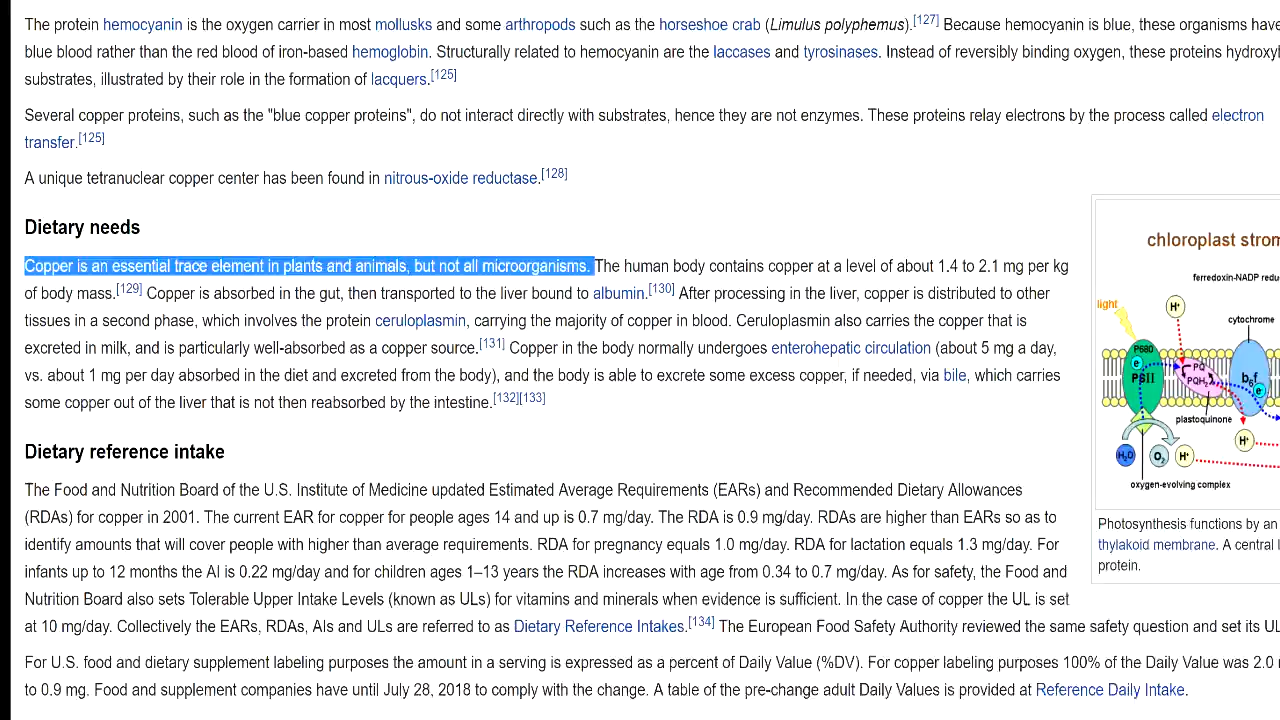 The protein hemocyanin is the oxygen carrier in most mollusks and some arthropods such as the horseshoe crab (Limulus polyphemus).[127] Because hemocyanin is blue, these organisms have
blue blood rather than the red blood of iron-based hemoglobin. Structurally related to hemocyanin are the laccases and tyrosinases. Instead of reversibly binding oxygen, these proteins hydroxyl
substrates, illustrated by their role in the formation of lacquers.[125]
Several copper proteins, such as the "blue copper proteins", do not interact directly with substrates, hence they are not enzymes. These proteins relay electrons by the process called electron
transfer.[125]
A unique tetranuclear copper center has been found in nitrous-oxide reductase.[128]
Dietary needs
Copper is an essential trace element in plants and animals, but not all microorganisms. The human body contains copper at a level of about 1.4 to 2.1 mg per kg
of body mass.[129] Copper is absorbed in the gut, then transported to the liver bound to albumin.[130] After processing in the liver, copper is distributed to other
tissues in a second phase, which involves the protein ceruloplasmin, carrying the majority of copper in blood. Ceruloplasmin also carries the copper that is
excreted in milk, and is particularly well-absorbed as a copper source.[131] Copper in the body normally undergoes enterohepatic circulation (about 5 mg a day,
vs. about 1 mg per day absorbed in the diet and excreted from the body), and the body is able to excrete some excess copper, if needed, via bile, which carries
some copper out of the liver that is not then reabsorbed by the intestine.[132][133]
Dietary reference intake
The Food and Nutrition Board of the U.S. Institute of Medicine updated Estimated Average Requirements (EARs) and Recommended Dietary Allowances
(RDAs) for copper in 2001. The current EAR for copper for people ages 14 and up is 0.7 mg/day. The RDA is 0.9 mg/day. RDAs are higher than EARs so as to
identify amounts that will cover people with higher than average requirements. RDA for pregnancy equals 1.0 mg/day. RDA for lactation equals 1.3 mg/day. For
infants up to 12 months the AI is 0.22 mg/day and for children ages 1–13 years the RDA increases with age from 0.34 to 0.7 mg/day. As for safety, the Food and
Nutrition Board also sets Tolerable Upper Intake Levels (known as ULs) for vitamins and minerals when evidence is sufficient. In the case of copper the UL is set
at 10 mg/day. Collectively the EARs, RDAs, AIs and ULs are referred to as Dietary Reference Intakes.[134] The European Food Safety Authority reviewed the same safety question and set its UL
For U.S. food and dietary supplement labeling purposes the amount in a serving is expressed as a percent of Daily Value (%DV). For copper labeling purposes 100% of the Daily Value was 2.0
to 0.9 mg. Food and supplement companies have until July 28, 2018 to comply with the change. A table of the pre-change adult Daily Values is provided at Reference Daily Intake.
chloroplast strom
ferredoxin-NADP redu
light
H+
cytochrome
P680
e
PSII
PQ
PQH2
b6f
e
plastoquinone
H+
H2O
O2
H+
oxygen-evolving complex
Photosynthesis functions by an
thylakoid membrane. A central l
protein.